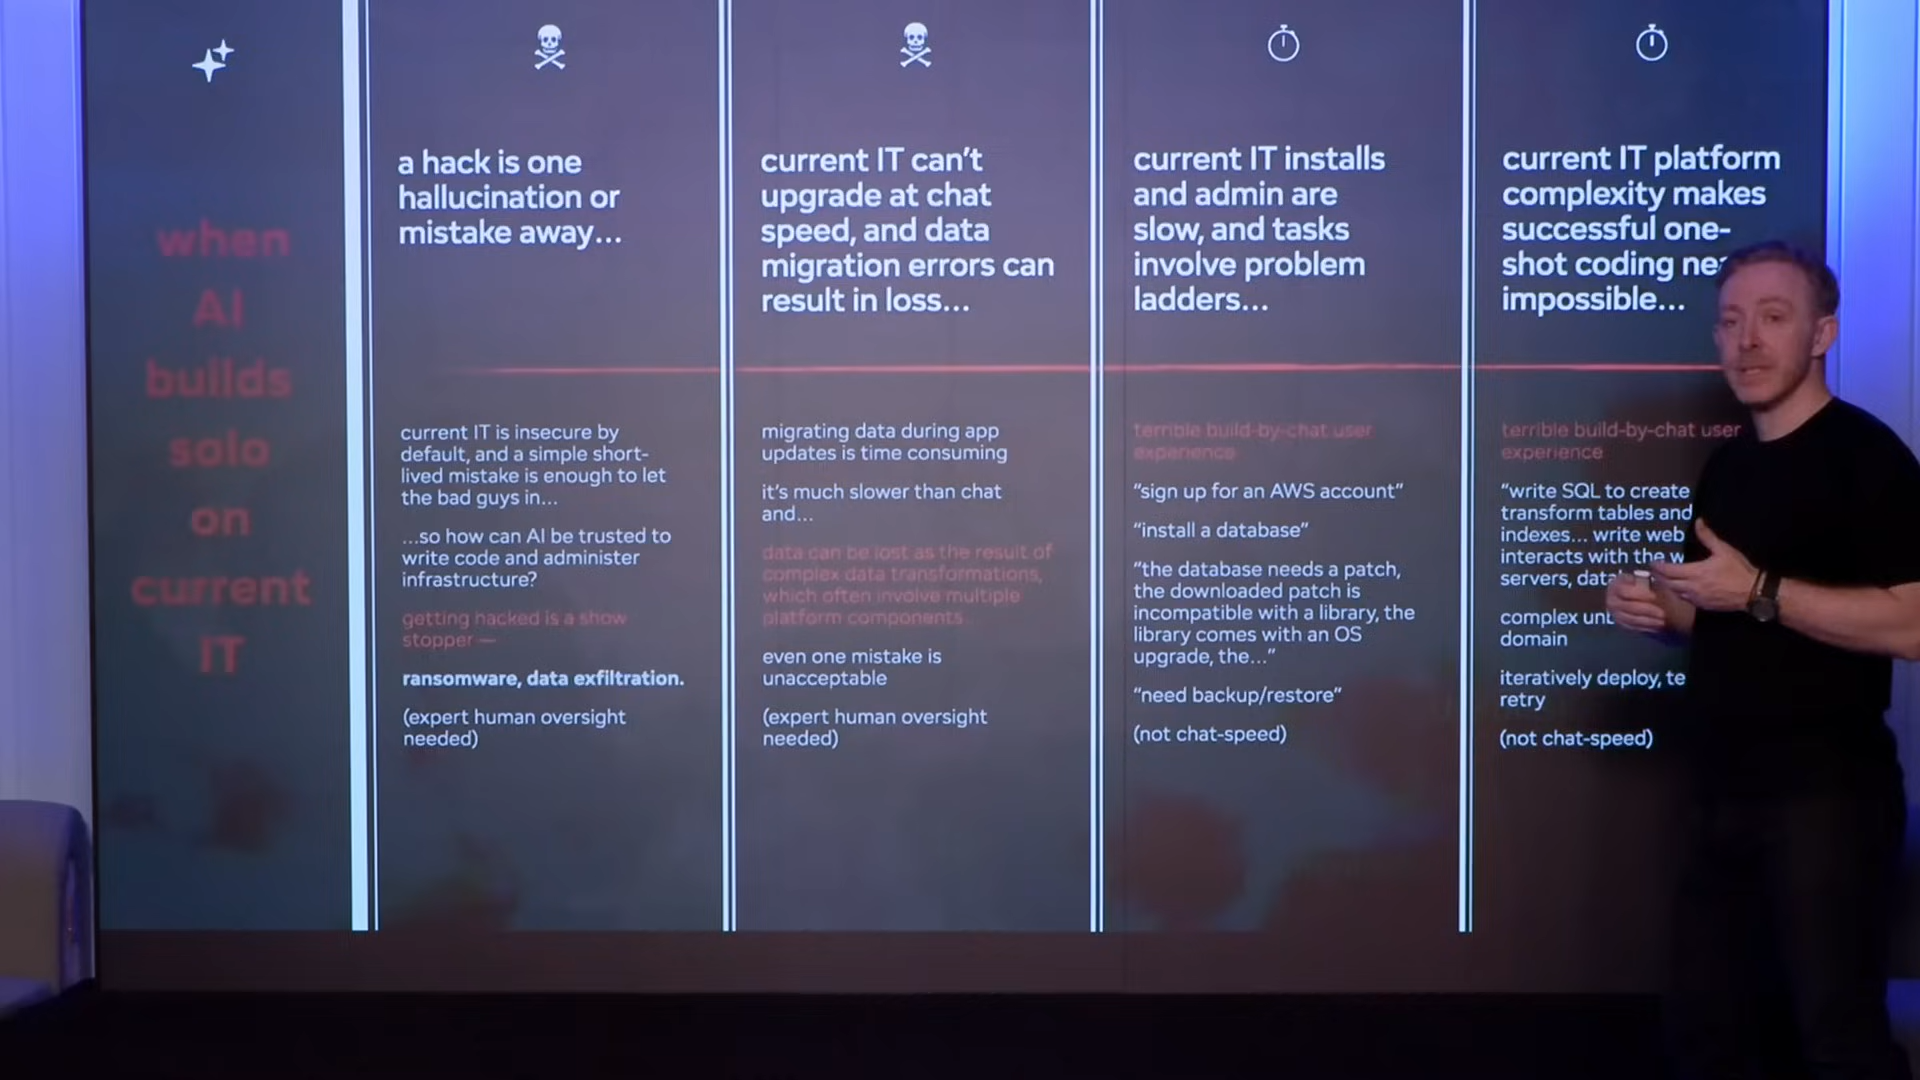 when
AI
builds
solo
on
current
IT
a hack is one
hallucination or
mistake away...
current IT is insecure by
default, and a simple short-
lived mistake is enough to let
the bad guys in...
...so how can AI be trusted to
write code and administer
infrastructure?
getting hacked is a show
stopper —
ransomware, data exfiltration.
(expert human oversight
needed)
current IT can't
upgrade at chat
speed, and data
migration errors can
result in loss...
migrating data during app
updates is time consuming
it's much slower than chat
and...
data can be lost as the result of
complex data transformations,
which often involve multiple
platform components.
even one mistake is
unacceptable
(expert human oversight
needed)
current IT installs
and admin are
slow, and tasks
involve problem
ladders...
terrible build-by-chat user
experience
"sign up for an AWS account"
"install a database"
"the database needs a patch,
the downloaded patch is
incompatible with a library, the
library comes with an OS
upgrade, the..."
"need backup/restore"
(not chat-speed)
current IT platform
complexity makes
successful one-
shot coding
impossible...
terrible build-by-chat user
experience
"write SQL to create
transform tables and
indexes... write web
interacts with the
servers,
complex
domain
iteratively deploy,
retry
(not chat-speed)